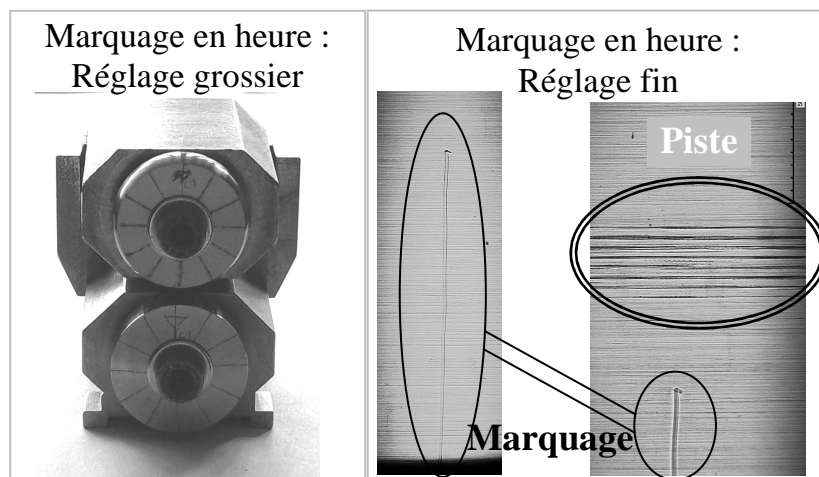 Marquage en heure :
Réglage grossier
Marquage en heure :
Réglage fin
Piste
Marquage